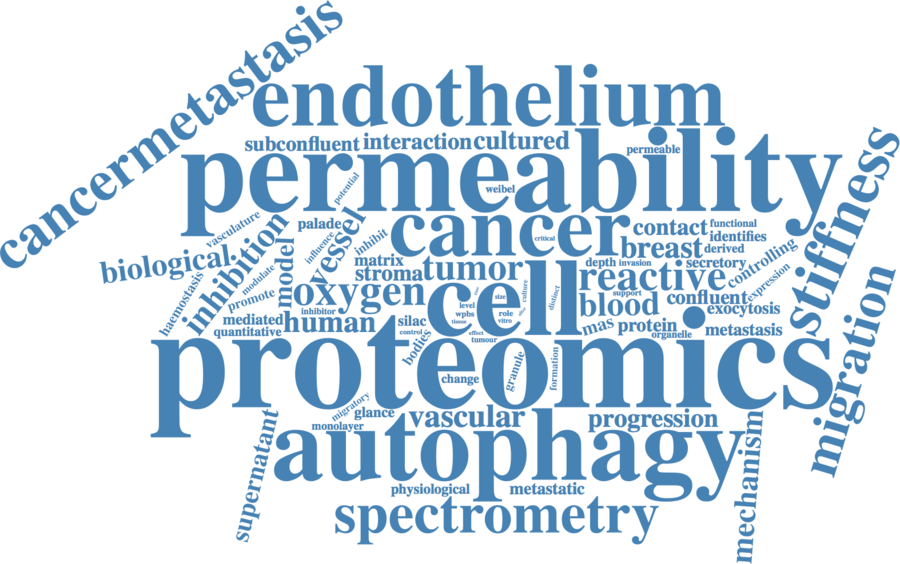 cancermetastasis
endothelium
subconfluent
interaction
cultured
permeable
permeability
weibel
potential
vasculature
palade
vessel
cancer
critical
contact
functional
stiffness
biological.
inhibition
influence
inhibit
breast
identifies
derived
matrix
stroma
tumor
depth
invasion
secretory
controlling
haemostasis
modulate
promote
model
oxygen
cell
reactive
support
blood
confluent
expression
exocytosis
mediated
quantitative
inhibitor
human
silac
control
level
wpbs
tissue
size
role
vitro
culture
distinct
effect
tumour
mas
protein
organelle
metastasis
migration
bodies
proteomics
change
granule
formation
migratory
glance
monolayer
vascular
progression
supernatant
autophagy
mechanism
physiological
metastatic
spectrometry